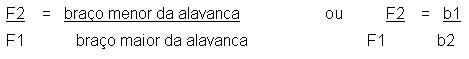 F2 = braço menor da alavanca ou F2 = b1
F1 braço maior da alavanca F1 b2